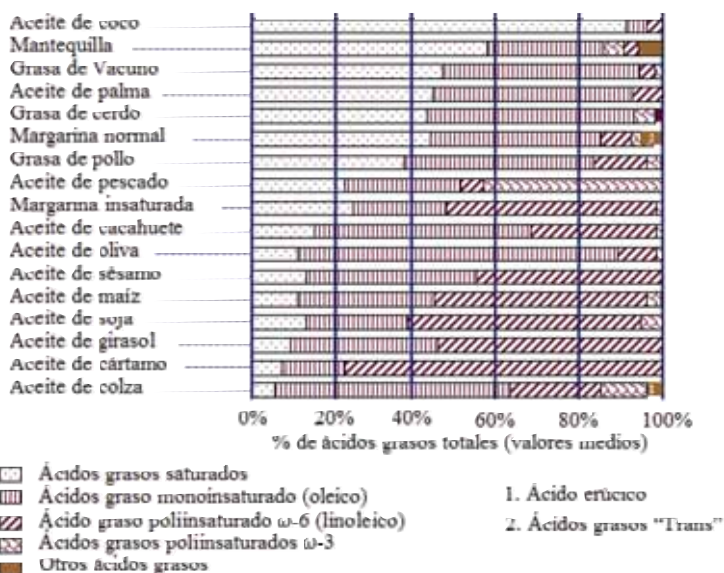 Aceite de coco
Mantequilla
Grasa de Vacuno
Aceite de palma
Grasa de cerdo
Margarina normal
Grasa de pollo
Aceite de pescado
Margarina insaturada
Aceite de cacahuete
Aceite de oliva
Aceite de sésamo
Aceite de maíz
Aceite de soja
Aceite de girasol
Aceite de cártamo
Aceite de colza
0% 20% 40% 60% 80% 100%
% de ácidos grasos totales (valores medios)
Ácidos grasos saturados
Ácidos graso monoinsaturado (oleico)
Ácido graso poliinsaturado ω-6 (linoleico)
Ácidos grasos poliinsaturados ω-3
Otros ácidos grasos
1. Ácido erúcico
2. Ácidos grasos "Trans"